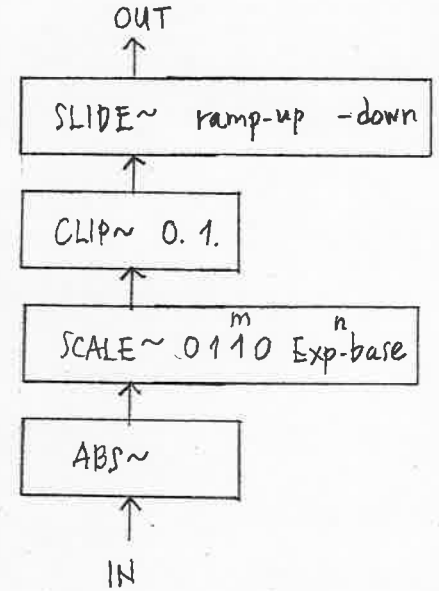 OUT
SLIDE~ ramp-up -down
CLIP~ 0. 1.
m n
SCALE~ 0 1 1 0 Exp-base
ABS~
IN